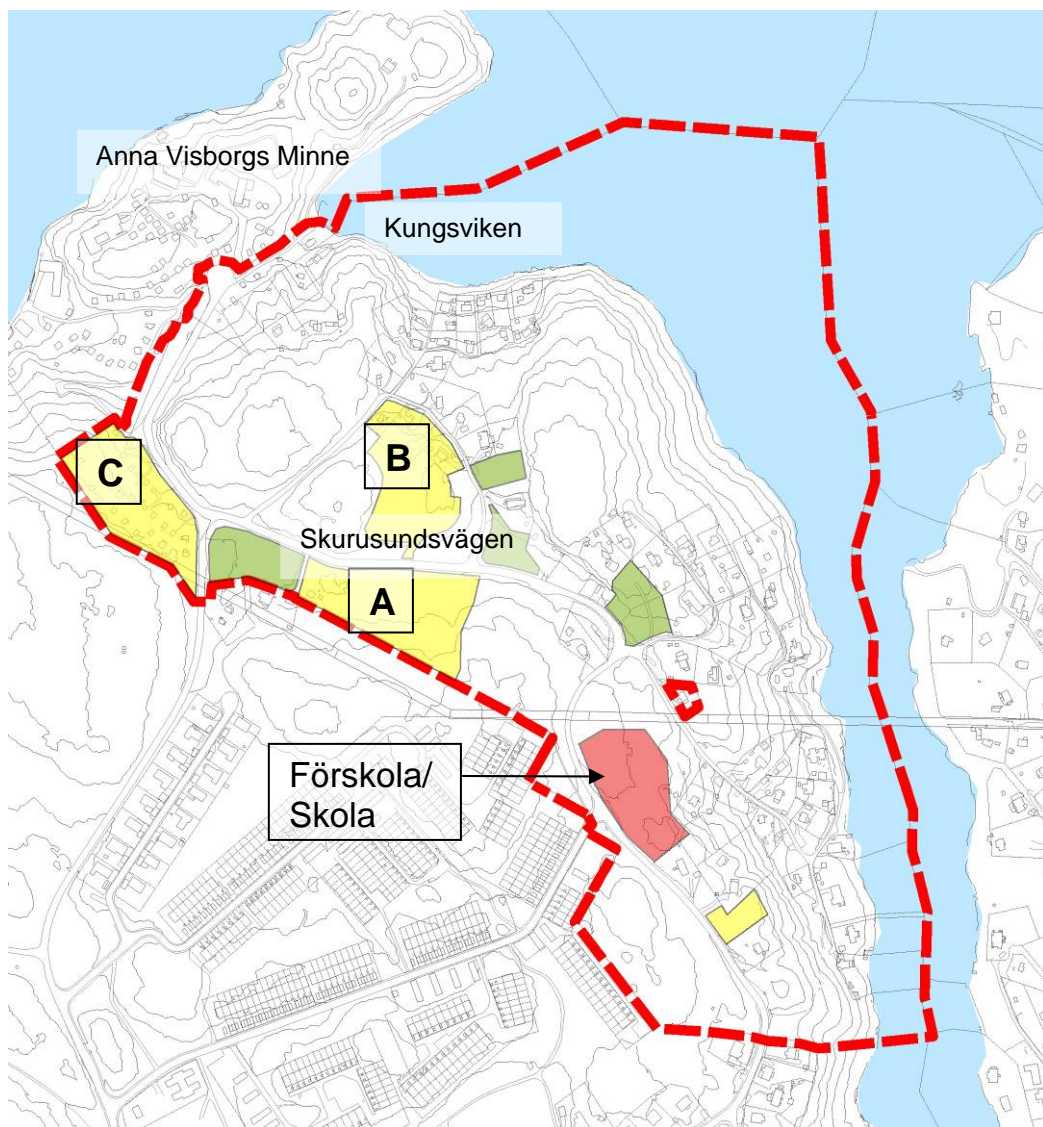 Anna Visborgs Minne
Kungsviken
B
C
Skurusundsvägen
A
Förskola/
Skola